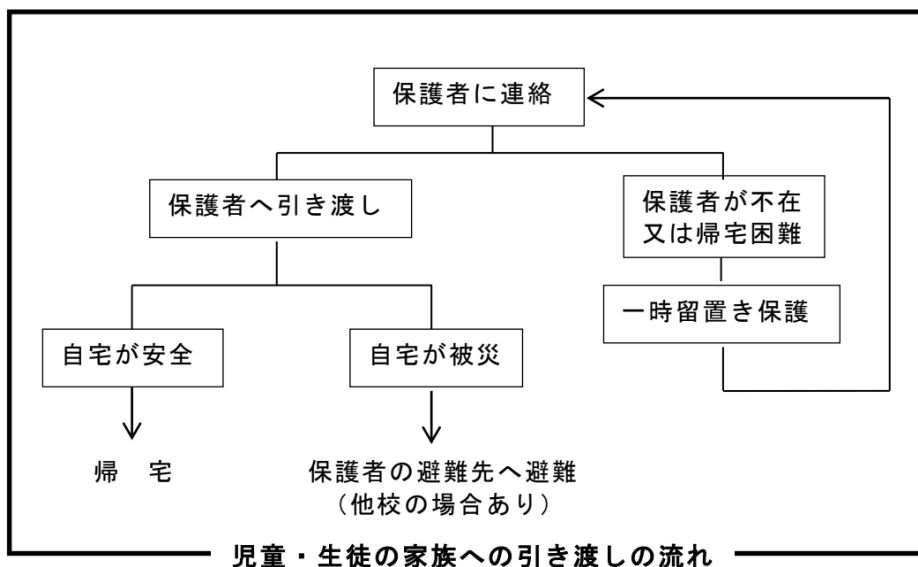 保護者に連絡
保護者へ引き渡し
保護者が不在
又は帰宅困難
一時留置き保護
自宅が安全
自宅が被災
帰　宅
保護者の避難先へ避難
（他校の場合あり）
児童・生徒の家族への引き渡しの流れ